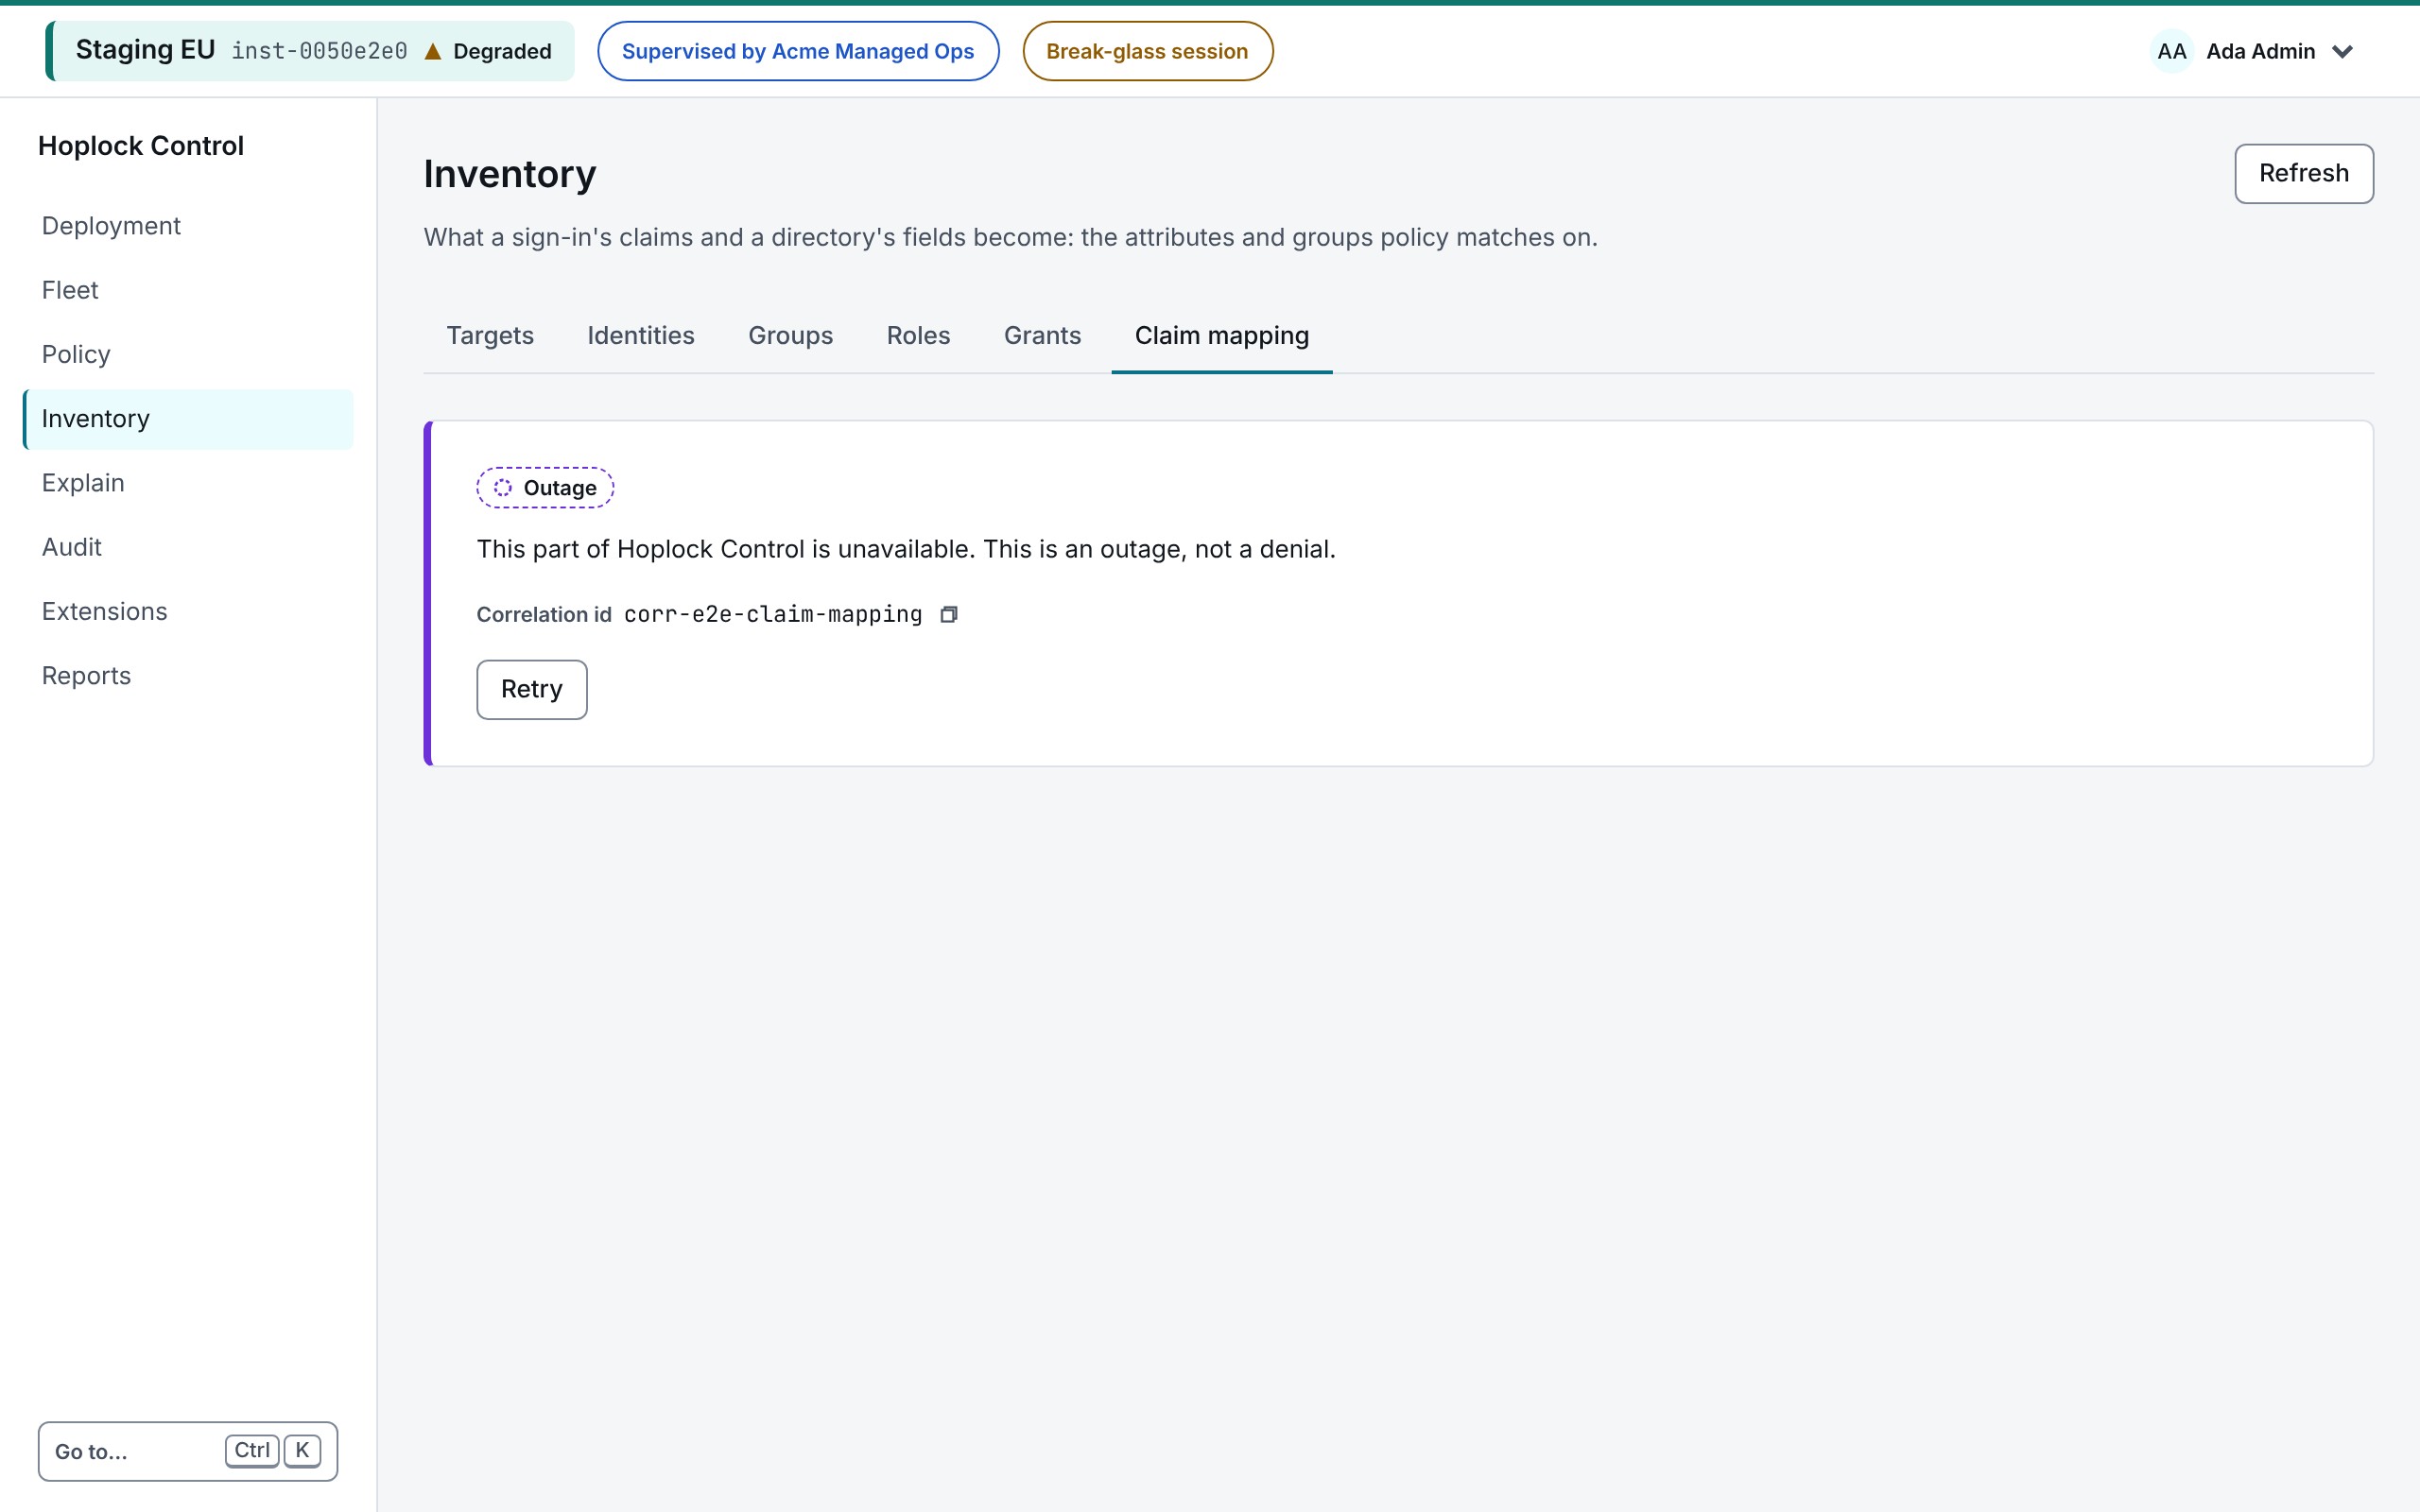 Staging EU inst-0050e2e0 Degraded
Supervised by Acme Managed Ops
Break-glass session
AA Ada Admin
Hoplock Control
Deployment
Fleet
Policy
Inventory
Explain
Audit
Extensions
Reports
Go to...
Ctrl K
Inventory
Refresh
What a sign-in's claims and a directory's fields become: the attributes and groups policy matches on.
Targets Identities Groups Roles Grants Claim mapping
Outage
This part of Hoplock Control is unavailable. This is an outage, not a denial.
Correlation id corr-e2e-claim-mapping
Retry